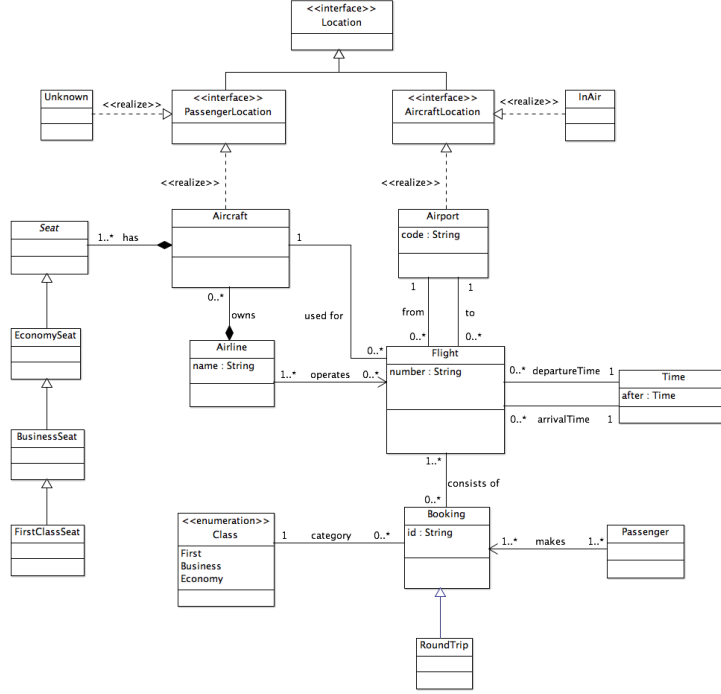 <<interface>>
Location
Unknown
<<realize>>
<<interface>>
PassengerLocation
<<interface>>
AircraftLocation
<<realize>>
InAir
<<realize>>
<<realize>>
Seat
1..* has
Aircraft
1
Airport
code : String
0..*
owns
used for
1
1
from
to
0..*
0..*
EconomySeat
Airline
name : String
1..* operates 0..*
0..*
Flight
number : String
0..* departureTime 1
0..* arrivalTime 1
Time
after : Time
BusinessSeat
1..*
consists of
0..*
FirstClassSeat
<<enumeration>>
Class
First
Business
Economy
1 category 0..*
Booking
id : String
1..* makes 1..*
Passenger
RoundTrip